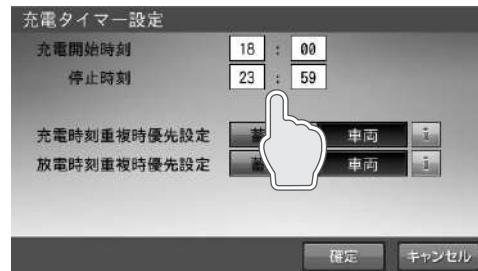 充電タイマー設定
充電開始時刻 18 : 00
停止時刻 23 : 59
充電時刻重複時優先設定 車両 i
放電時刻重複時優先設定 車両 i
確定 キャンセル